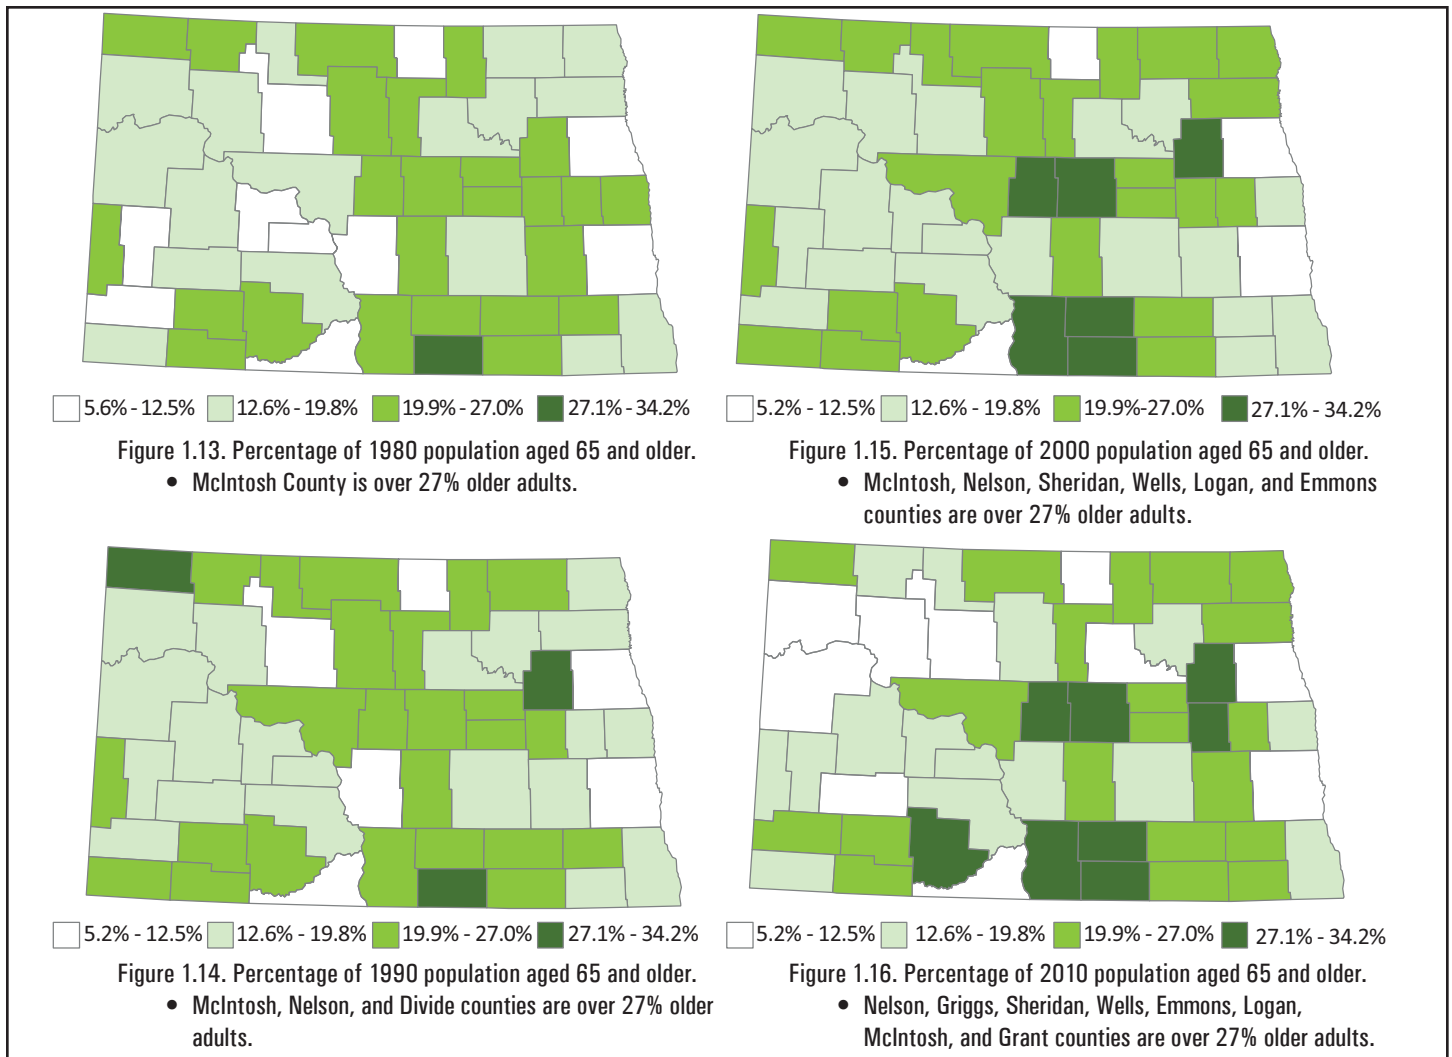 5.6% - 12.5% 12.6% - 19.8% 19.9% - 27.0% 27.1% - 34.2%
Figure 1.13. Percentage of 1980 population aged 65 and older.
• McIntosh County is over 27% older adults.
5.2% - 12.5% 12.6% - 19.8% 19.9%-27.0% 27.1% - 34.2%
Figure 1.15. Percentage of 2000 population aged 65 and older.
• McIntosh, Nelson, Sheridan, Wells, Logan, and Emmons
counties are over 27% older adults.
5.2% - 12.5% 12.6% - 19.8% 19.9% - 27.0% 27.1% - 34.2%
Figure 1.14. Percentage of 1990 population aged 65 and older.
• McIntosh, Nelson, and Divide counties are over 27% older
adults.
5.2% - 12.5% 12.6% - 19.8% 19.9% - 27.0% 27.1% - 34.2%
Figure 1.16. Percentage of 2010 population aged 65 and older.
• Nelson, Griggs, Sheridan, Wells, Emmons, Logan,
McIntosh, and Grant counties are over 27% older adults.